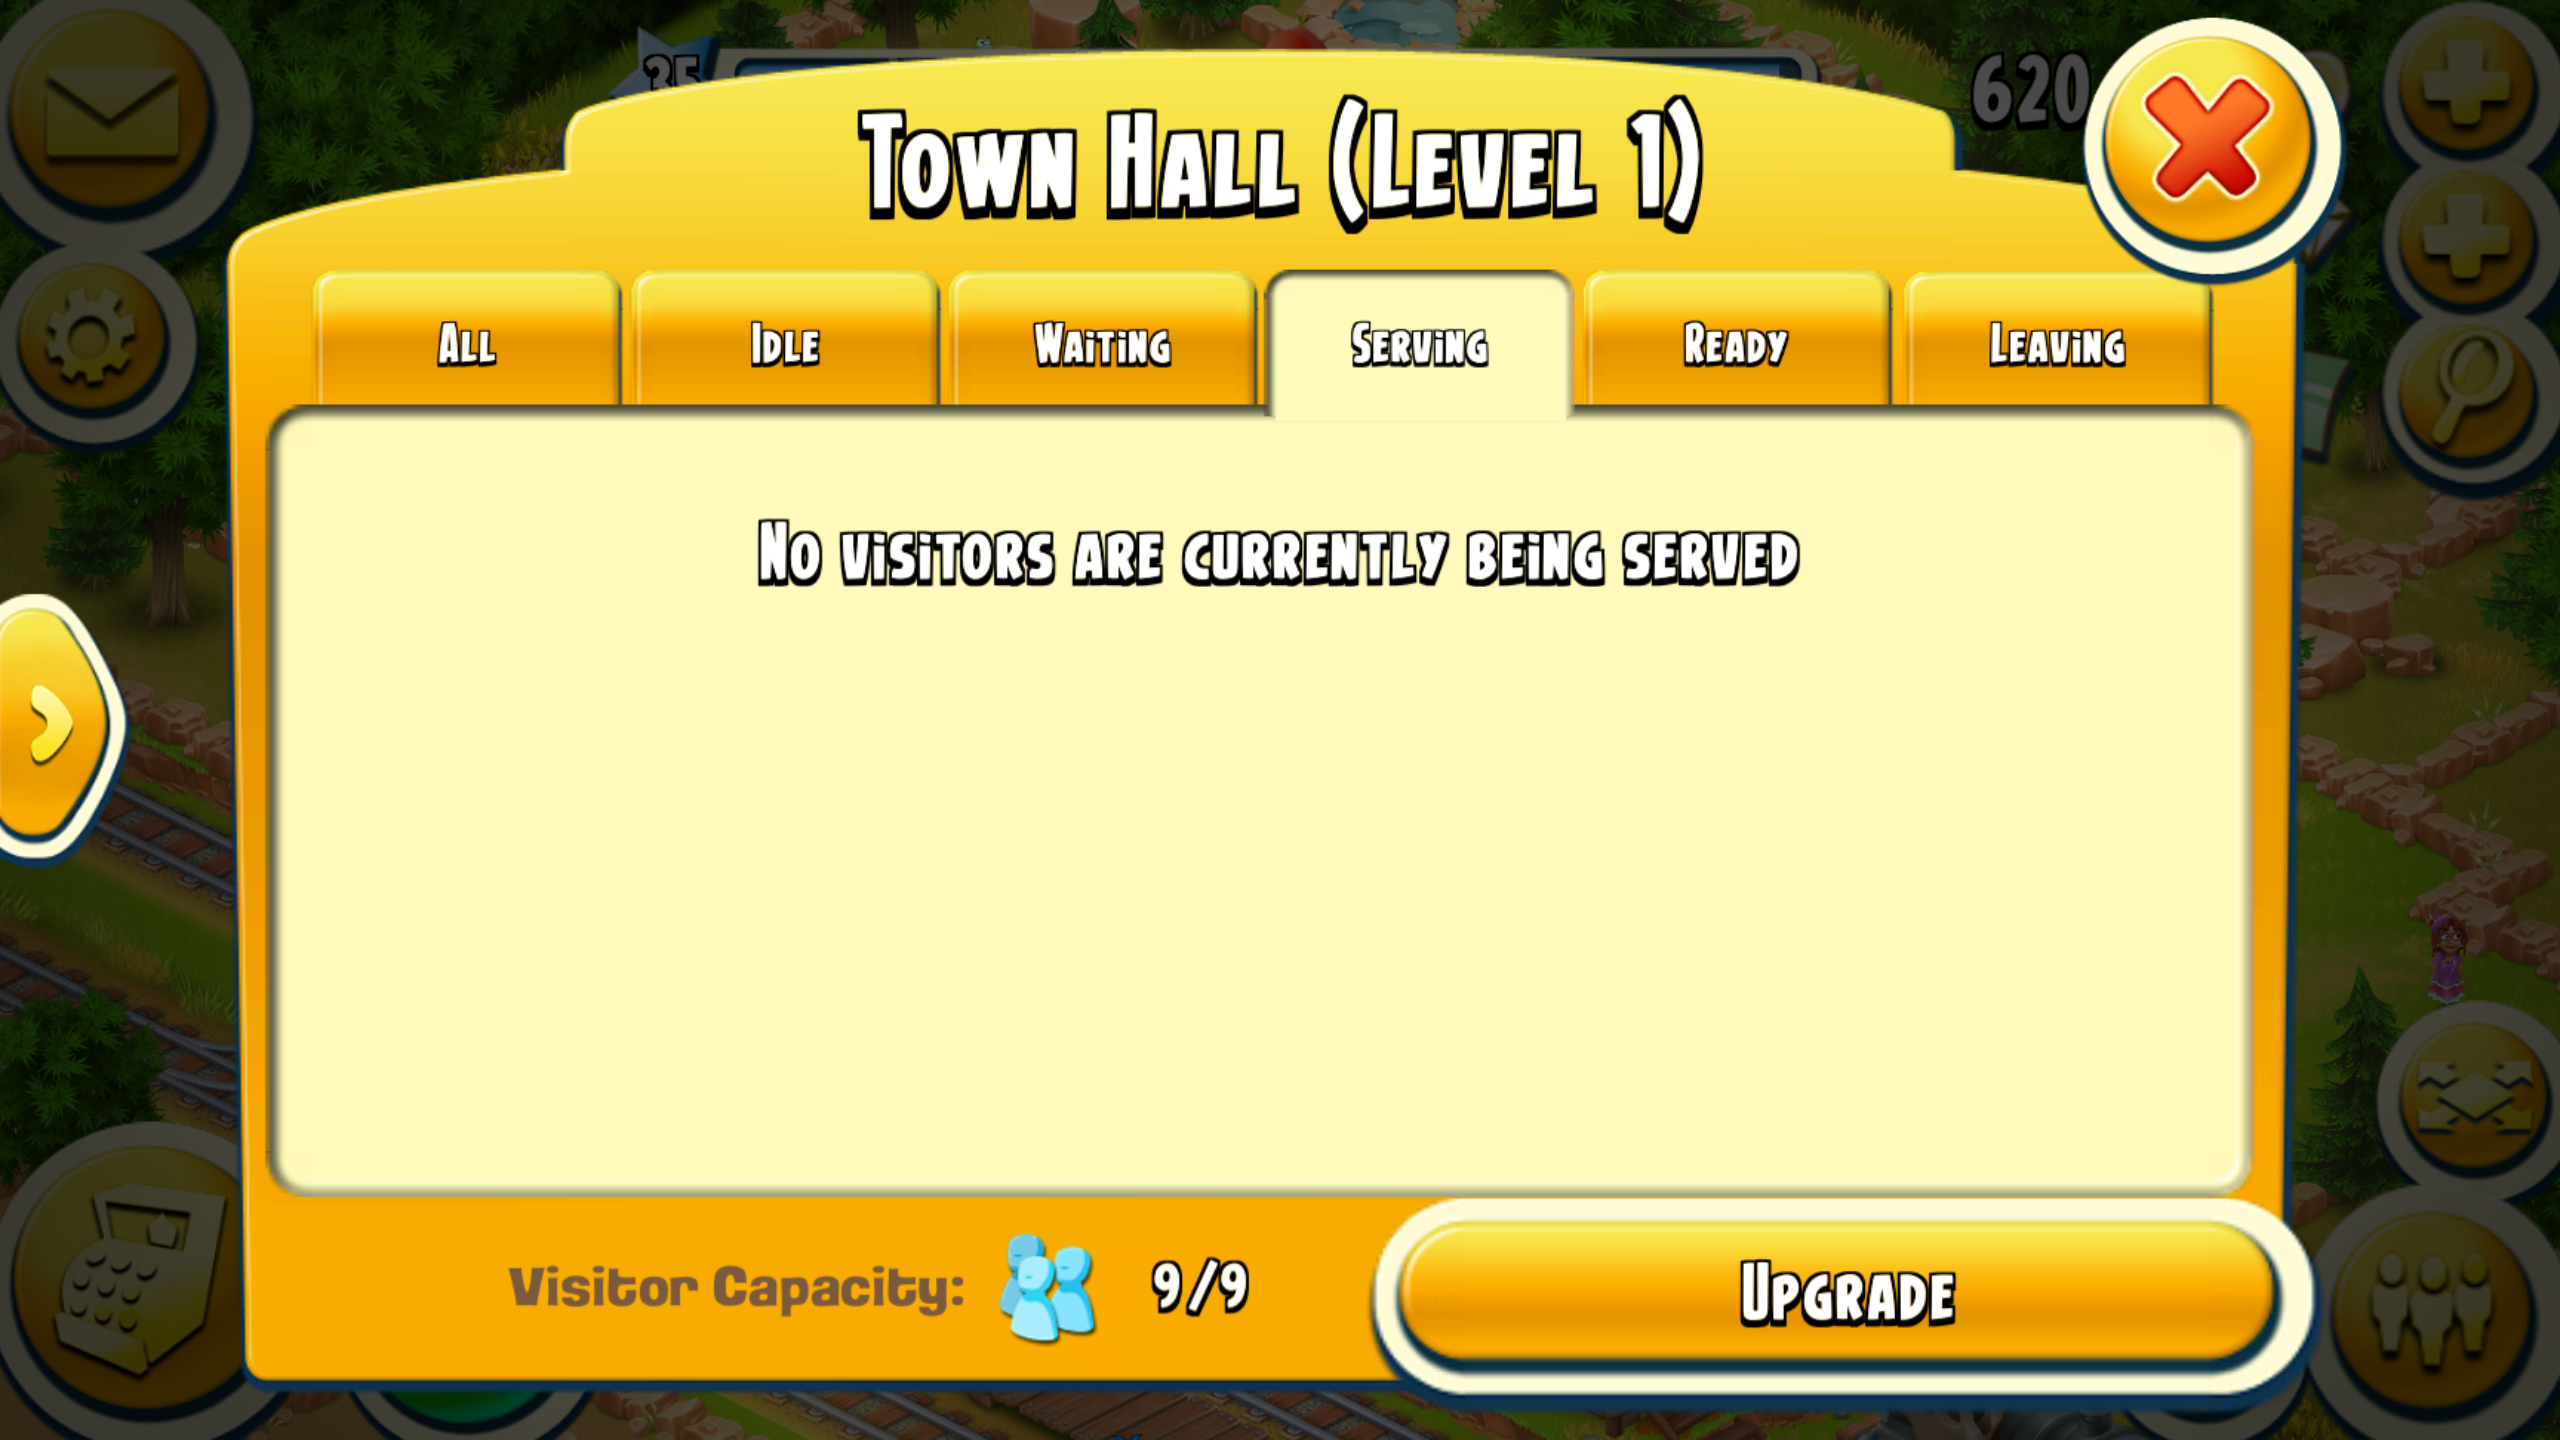 35
620
Town Hall (Level 1)
All
Idle
Waiting
Serving
Ready
Leaving
No visitors are currently being served
Visitor Capacity: 9/9
Upgrade